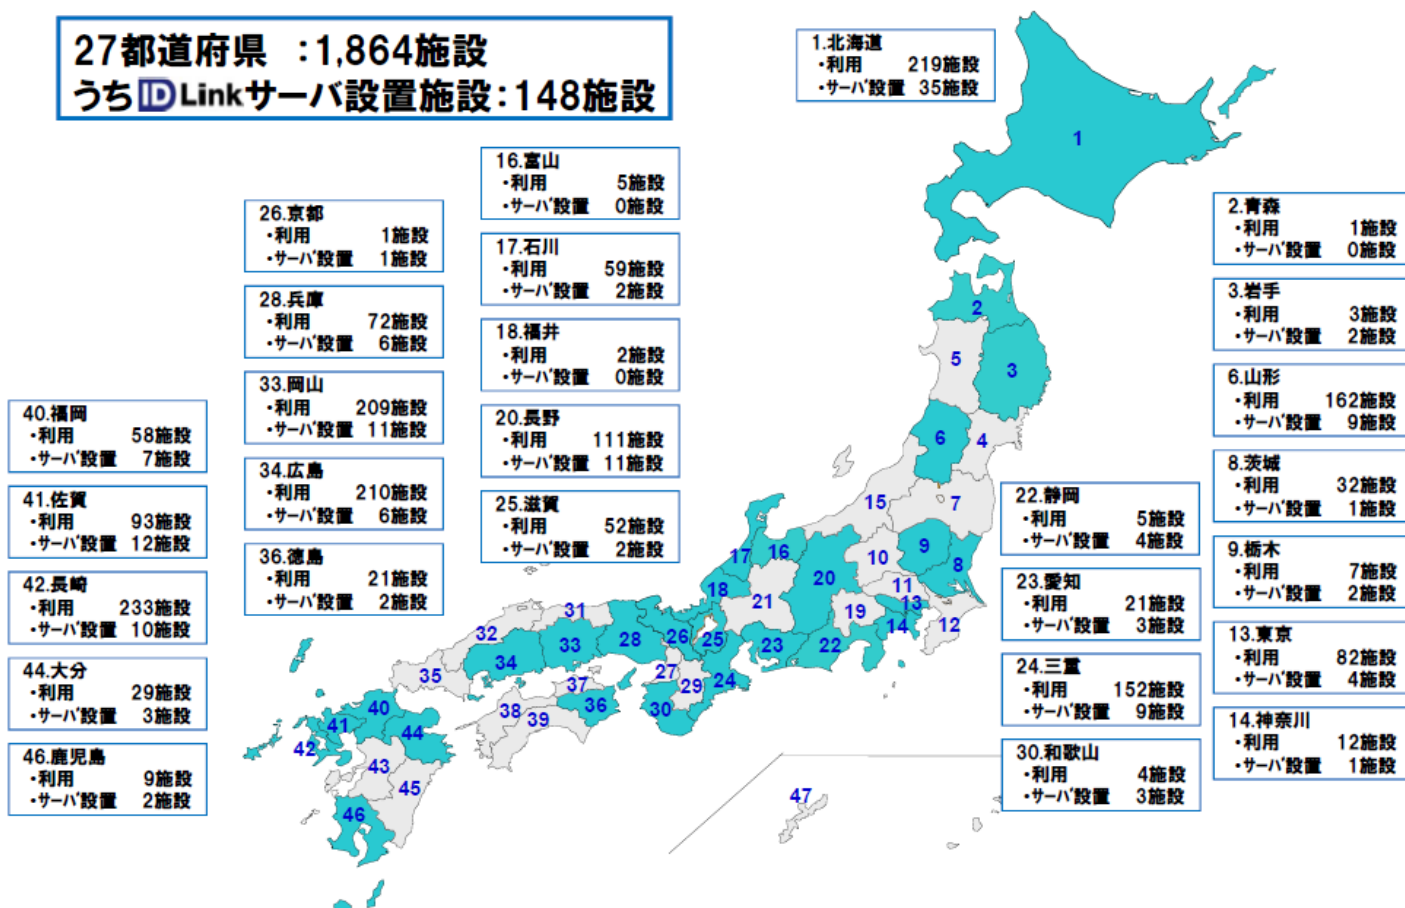 27都道府県 :1,864施設
うちID Linkサーバ設置施設:148施設
1.北海道
・利用 219施設
・サーバ設置 35施設
16.富山
・利用 5施設
・サーバ設置 0施設
17.石川
・利用 59施設
・サーバ設置 2施設
18.福井
・利用 2施設
・サーバ設置 0施設
20.長野
・利用 111施設
・サーバ設置 11施設
25.滋賀
・利用 52施設
・サーバ設置 2施設
26.京都
・利用 1施設
・サーバ設置 1施設
28.兵庫
・利用 72施設
・サーバ設置 6施設
33.岡山
・利用 209施設
・サーバ設置 11施設
34.広島
・利用 210施設
・サーバ設置 6施設
36.徳島
・利用 21施設
・サーバ設置 2施設
40.福岡
・利用 58施設
・サーバ設置 7施設
41.佐賀
・利用 93施設
・サーバ設置 12施設
42.長崎
・利用 233施設
・サーバ設置 10施設
44.大分
・利用 29施設
・サーバ設置 3施設
46.鹿児島
・利用 9施設
・サーバ設置 2施設
2.青森
・利用 1施設
・サーバ設置 0施設
3.岩手
・利用 3施設
・サーバ設置 2施設
6.山形
・利用 162施設
・サーバ設置 9施設
8.茨城
・利用 32施設
・サーバ設置 1施設
9.栃木
・利用 7施設
・サーバ設置 2施設
13.東京
・利用 82施設
・サーバ設置 4施設
14.神奈川
・利用 12施設
・サーバ設置 1施設
22.静岡
・利用 5施設
・サーバ設置 4施設
23.愛知
・利用 21施設
・サーバ設置 3施設
24.三重
・利用 152施設
・サーバ設置 9施設
30.和歌山
・利用 4施設
・サーバ設置 3施設
1
2
5
3
6
4
15
7
17
16
10
9
18
20
11
8
21
13
31
19
14
12
32
33
28
26
25
23
22
34
27
35
37
29
24
36
30
38
39
40
41
44
42
43
45
46
47